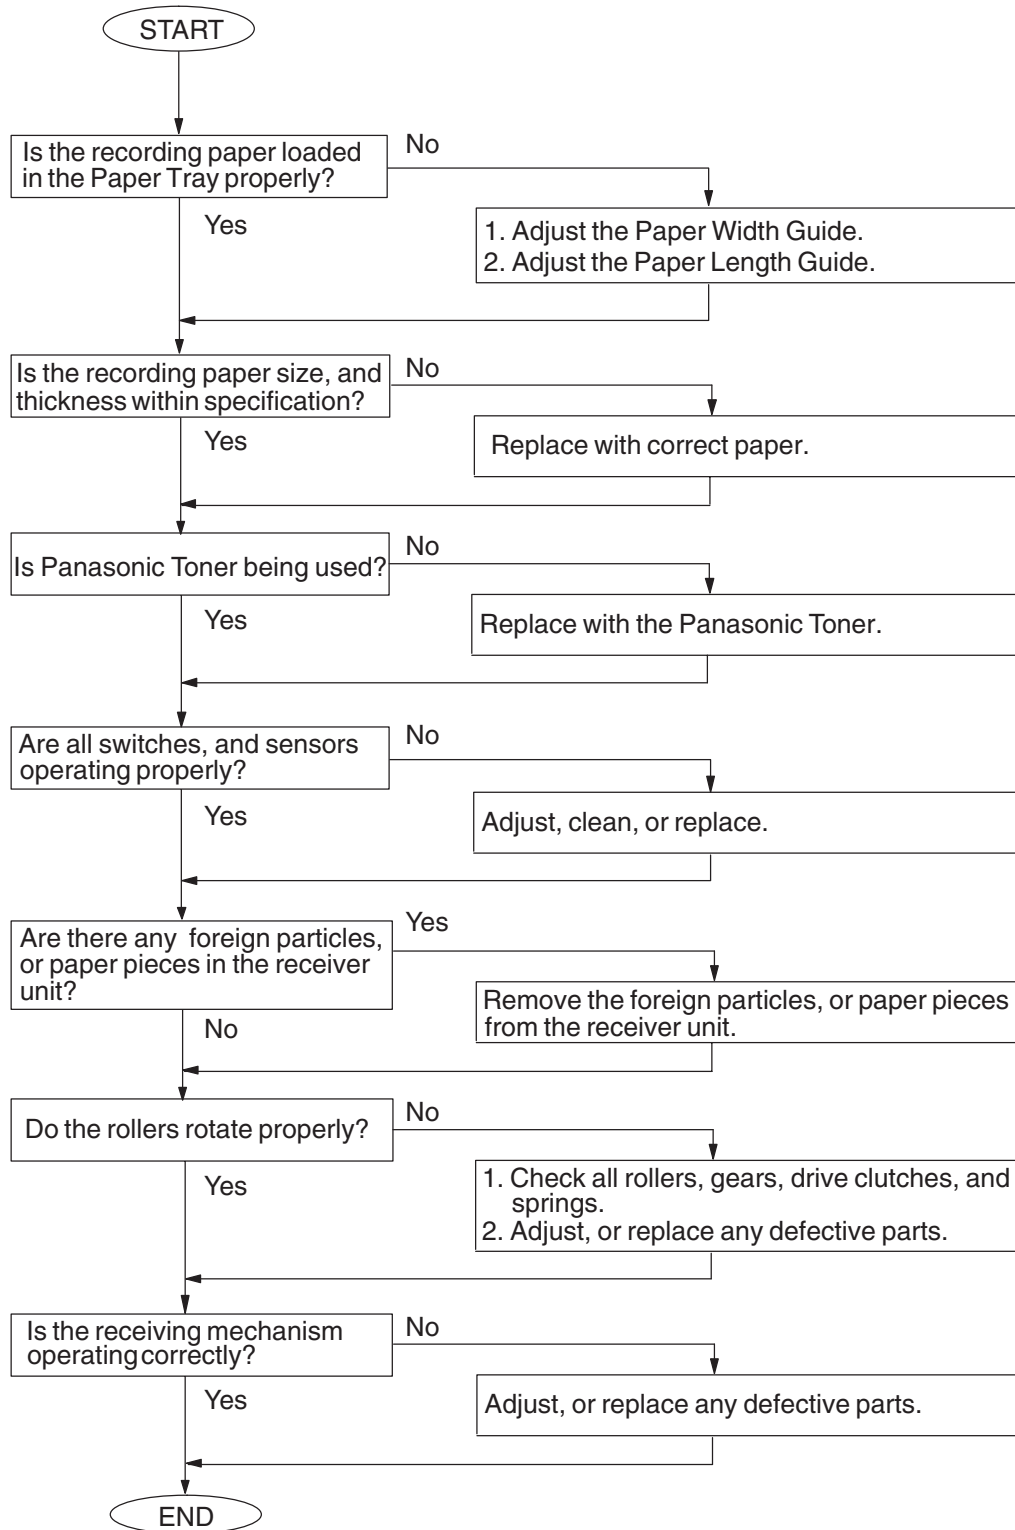 START
Is the recording paper loaded
in the Paper Tray properly?
No
Yes
1. Adjust the Paper Width Guide.
2. Adjust the Paper Length Guide.
Is the recording paper size, and
thickness within specification?
No
Yes
Replace with correct paper.
Is Panasonic Toner being used?
No
Yes
Replace with the Panasonic Toner.
Are all switches, and sensors
operating properly?
No
Yes
Adjust, clean, or replace.
Are there any foreign particles,
or paper pieces in the receiver
unit?
Yes
No
Remove the foreign particles, or paper pieces
from the receiver unit.
Do the rollers rotate properly?
No
Yes
1. Check all rollers, gears, drive clutches, and
springs.
2. Adjust, or replace any defective parts.
Is the receiving mechanism
operating correctly?
No
Yes
Adjust, or replace any defective parts.
END